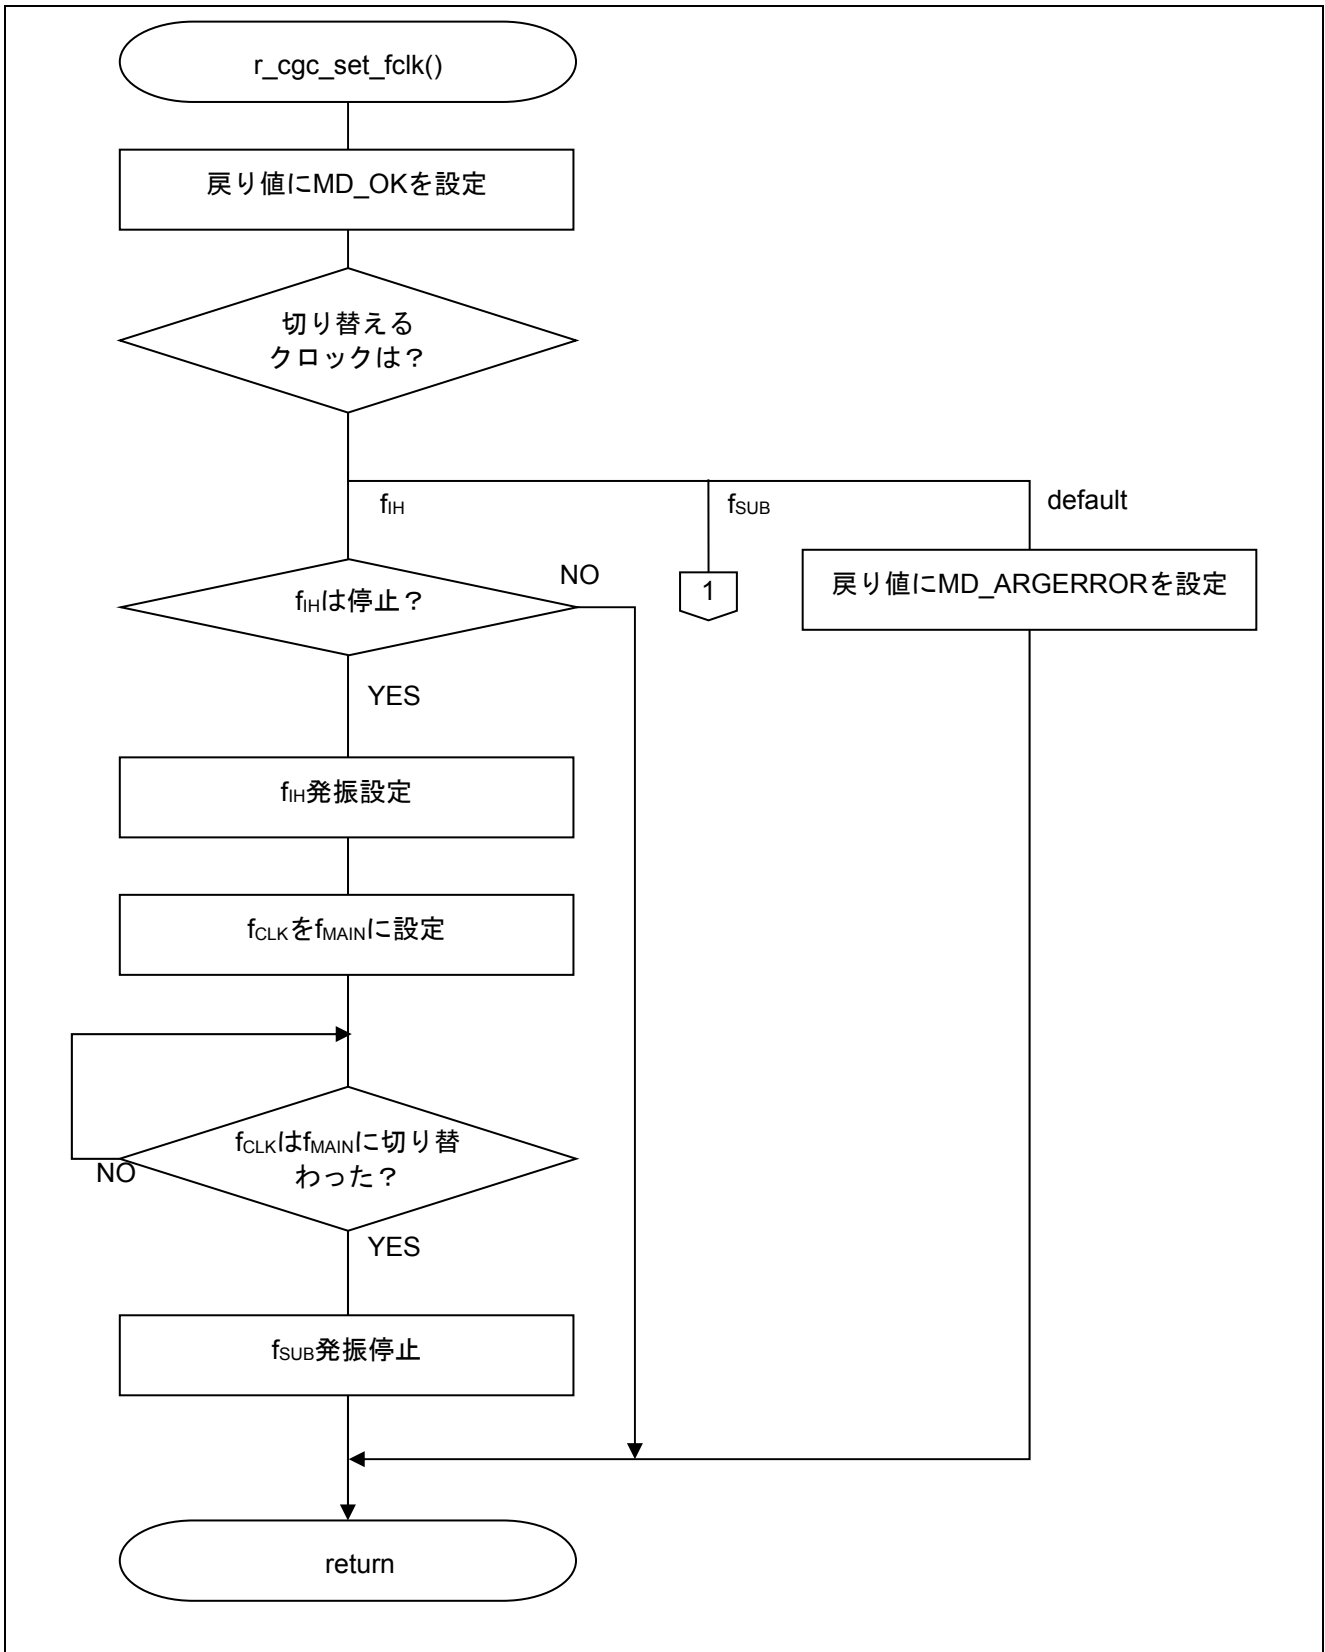 r_cgc_set_fclk()
戻り値にMD_OKを設定
切り替える
クロックは？
fIH
fSUB
default
fIHは停止？
NO
1
戻り値にMD_ARGERRORを設定
YES
fIH発振設定
fCLKをfMAINに設定
fCLKはfMAINに切り替
わった？
NO
YES
fSUB発振停止
return